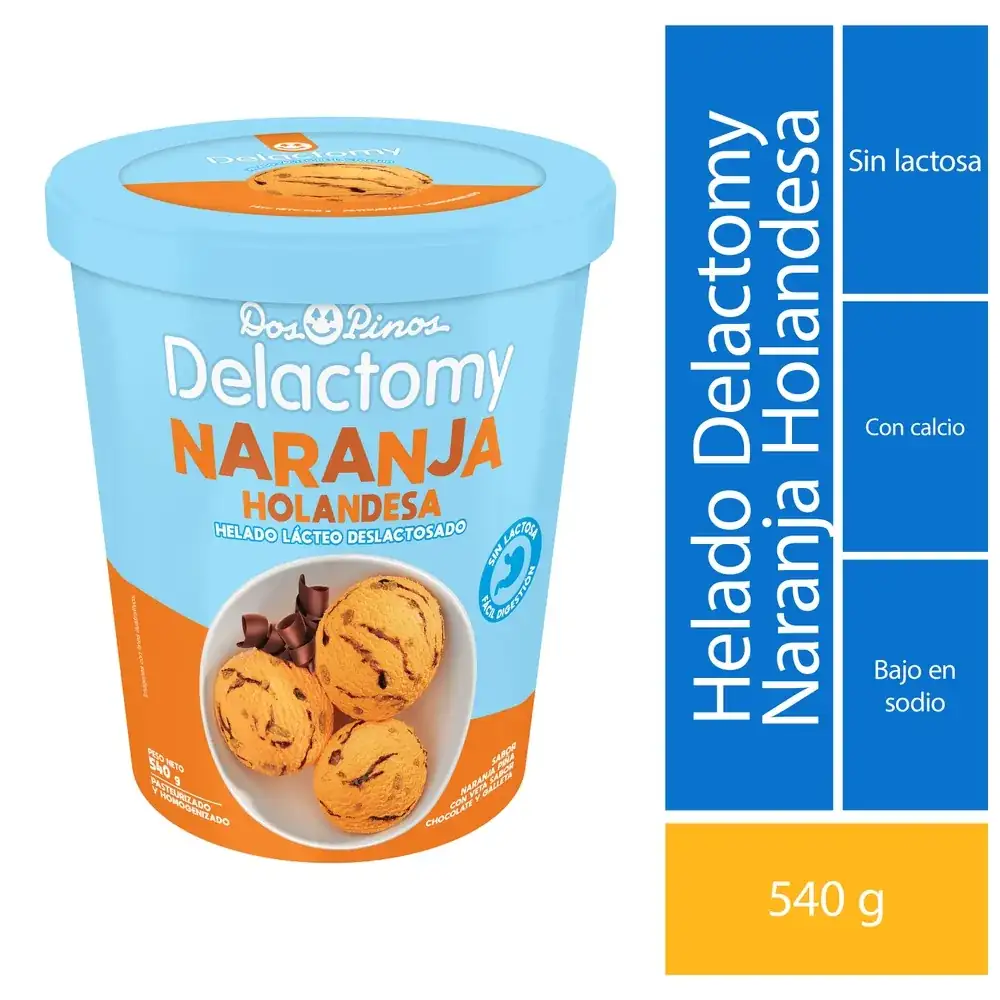 Delactomy
Dos Pinos
Delactomy
NARANJA
HOLANDESA
HELADO LÁCTEO DESLACTOSADO
SIN LACTOSA
FÁCIL DIGESTIÓN
PESO NETO
540 g
PASTEURIZADO
Y HOMOGENIZADO
SABOR
NARANJA PIÑA
CON VETA SABOR
CHOCOLATE Y GALLETA
Helado Delactomy
Naranja Holandesa
Sin lactosa
Con calcio
Bajo en
sodio
540 g